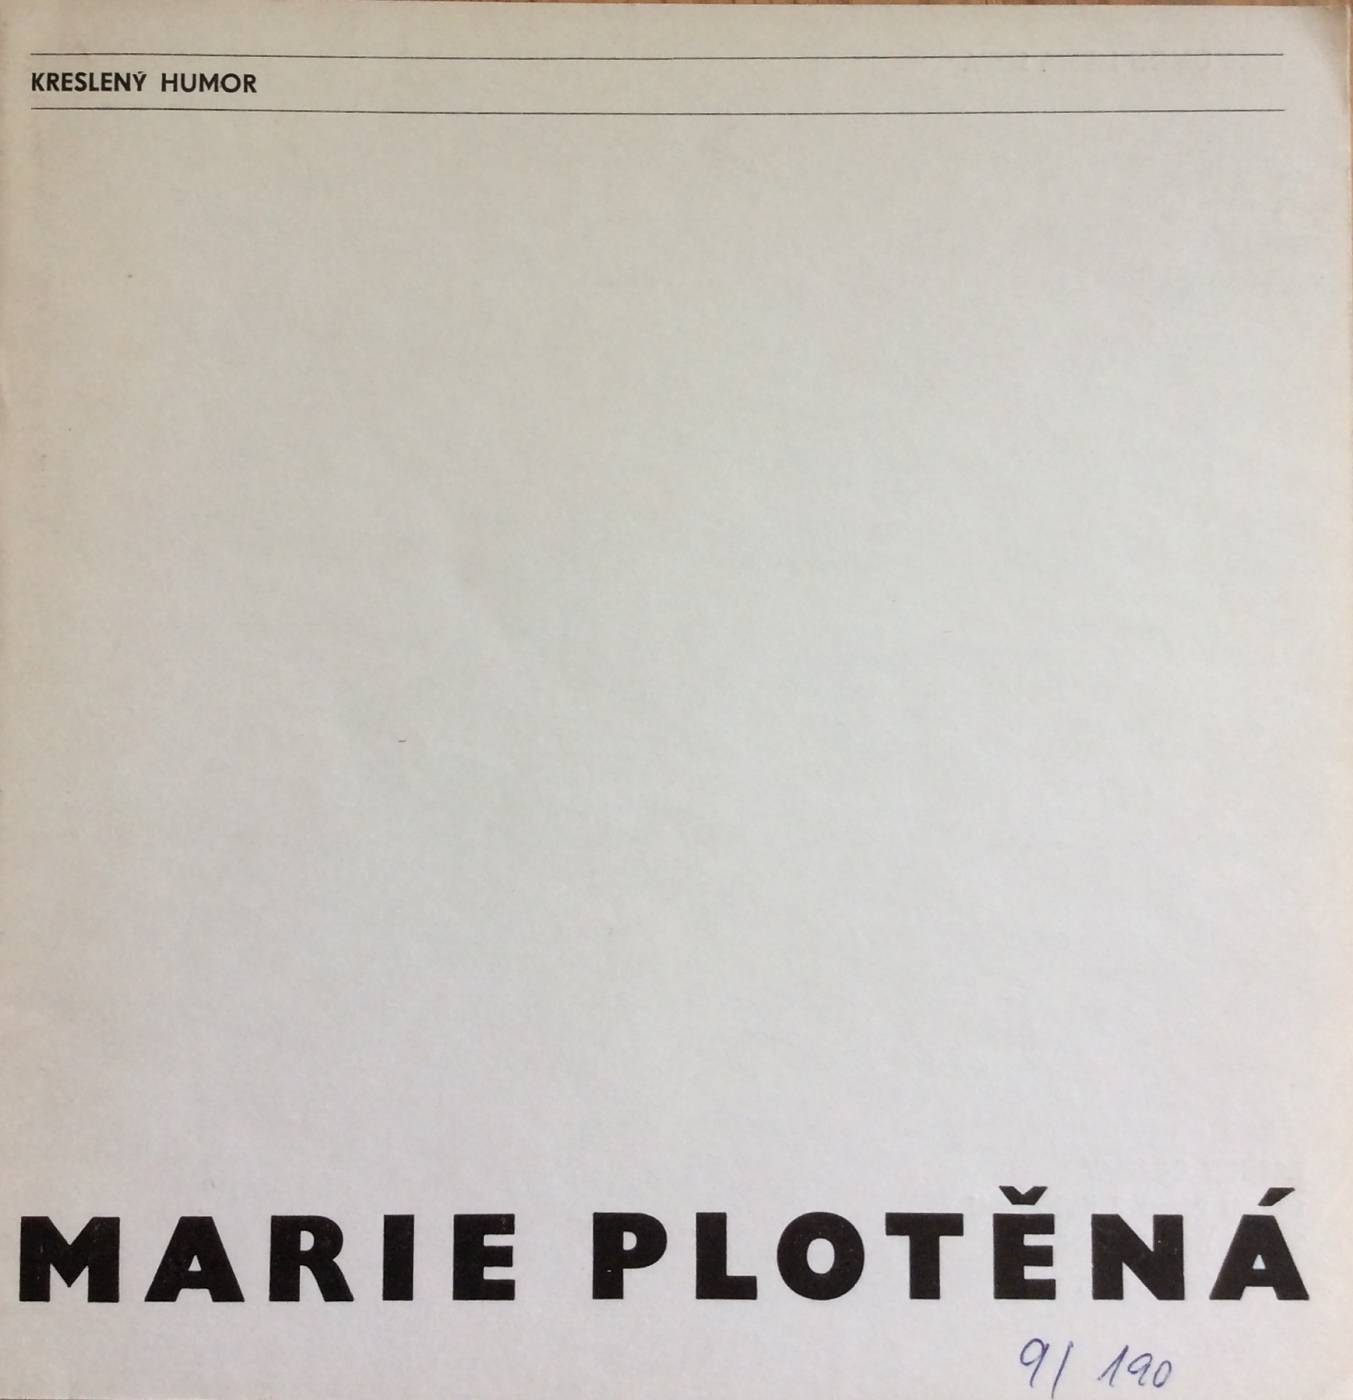 KRESLENÝ HUMOR
MARIE PLOTĚNÁ
9/ 190